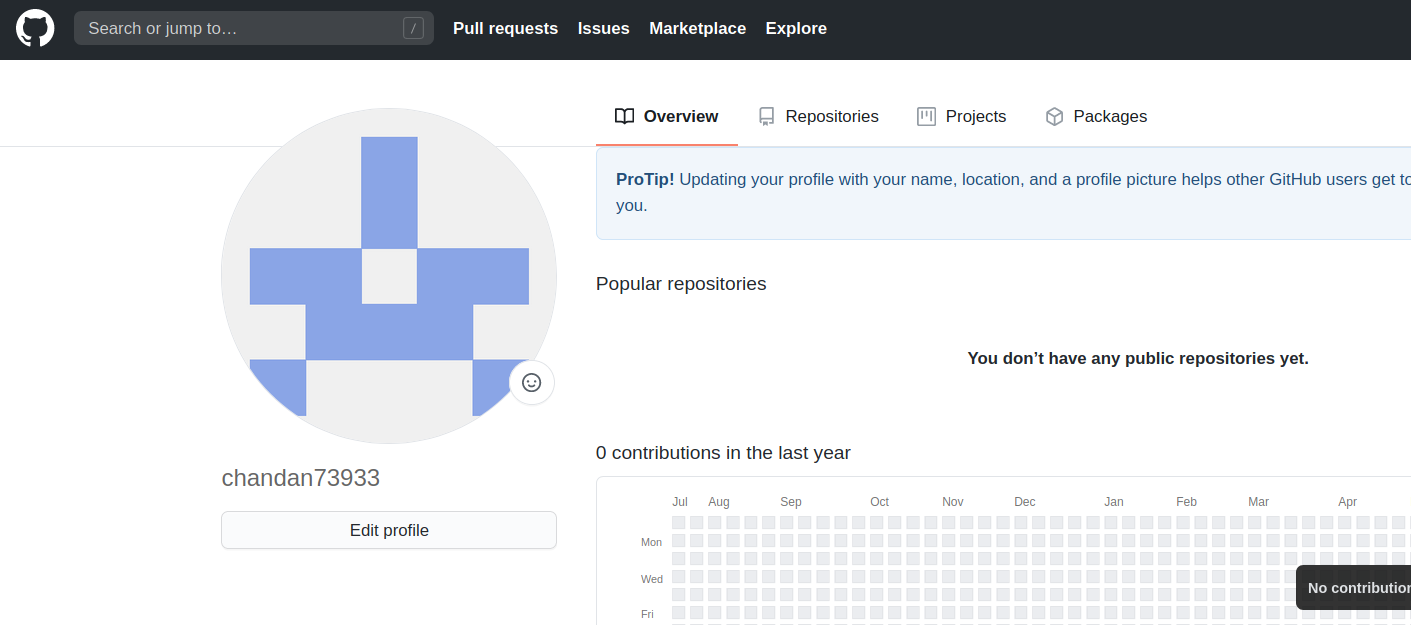 Search or jump to…
/
Pull requests Issues Marketplace Explore
Overview Repositories Projects Packages
ProTip! Updating your profile with your name, location, and a profile picture helps other GitHub users get to
you.
Popular repositories
You don’t have any public repositories yet.
chandan73933
Edit profile
0 contributions in the last year
Jul Aug Sep Oct Nov Dec Jan Feb Mar Apr
Mon
Wed
Fri
No contribution